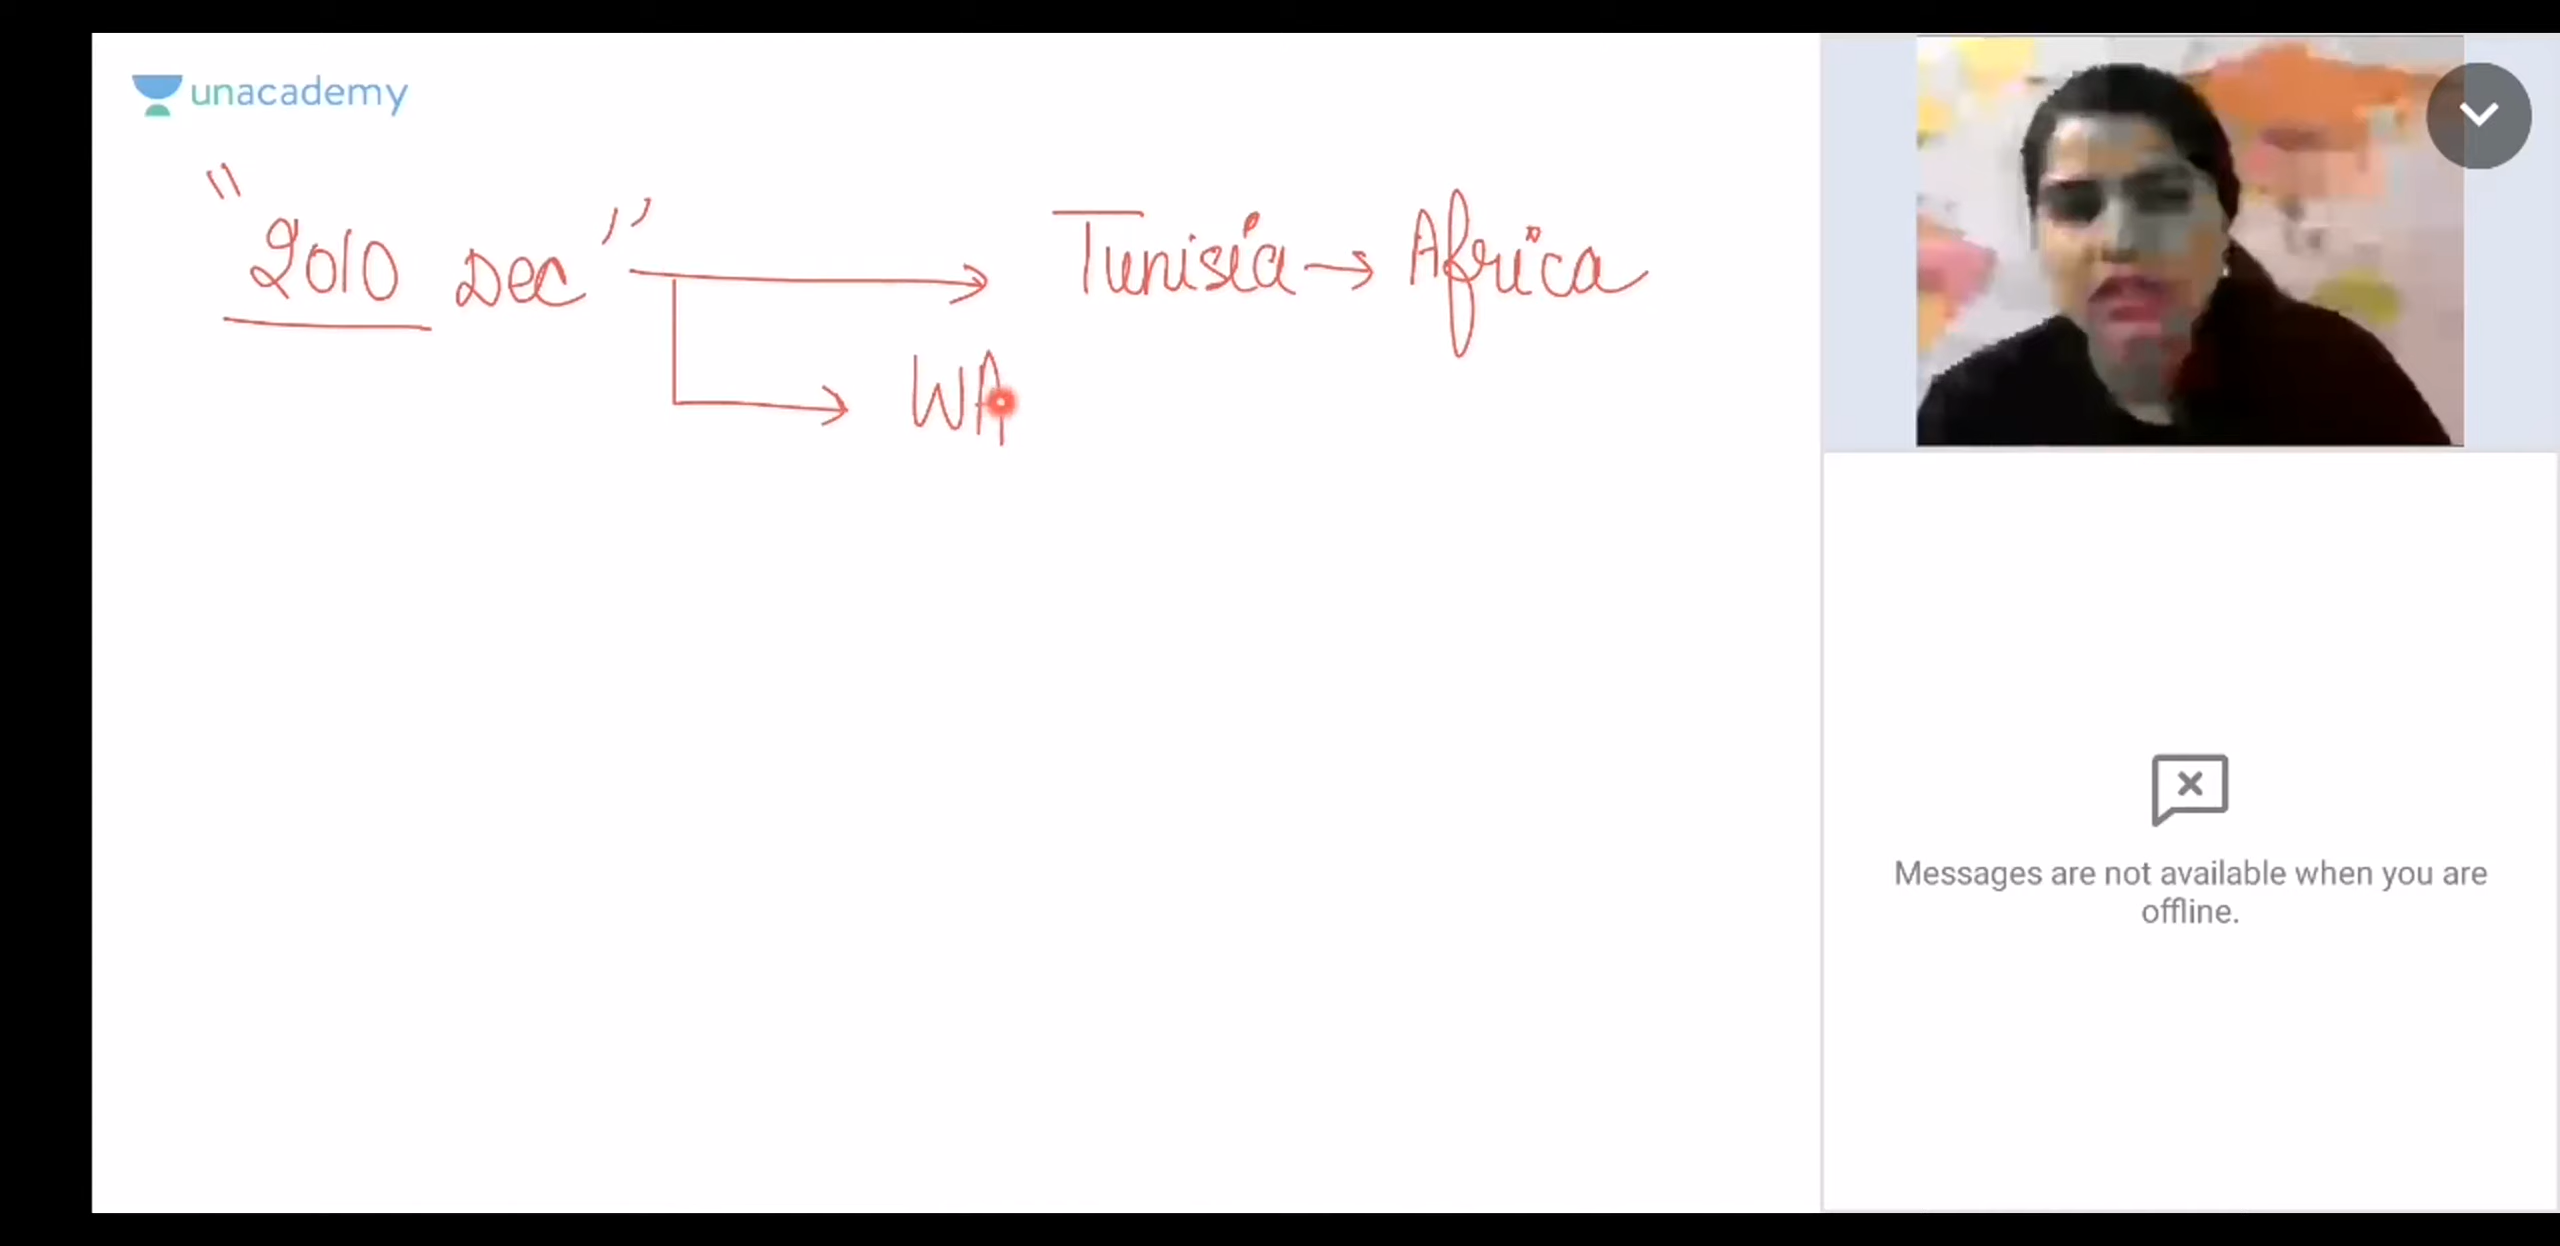 unacademy
"2010 Dec" → Tunisia → Africa
→ WA
Messages are not available when you are
offline.